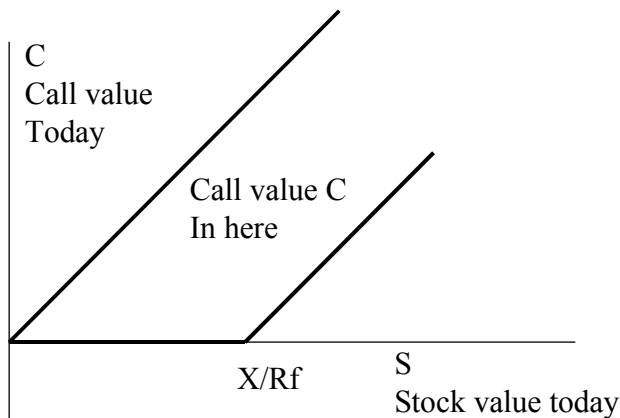 C
Call value
Today
Call value C
In here
X/Rf
S
Stock value today